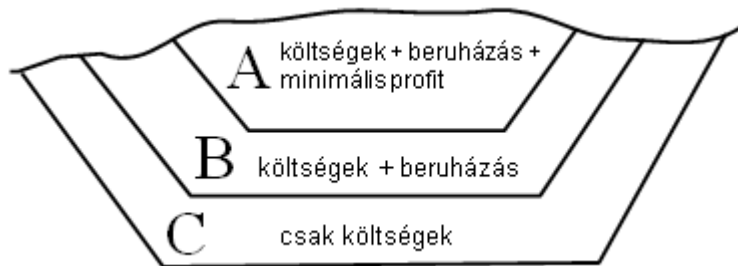 A költségek + beruházás +
minimális profit
B költségek + beruházás
C csak költségek